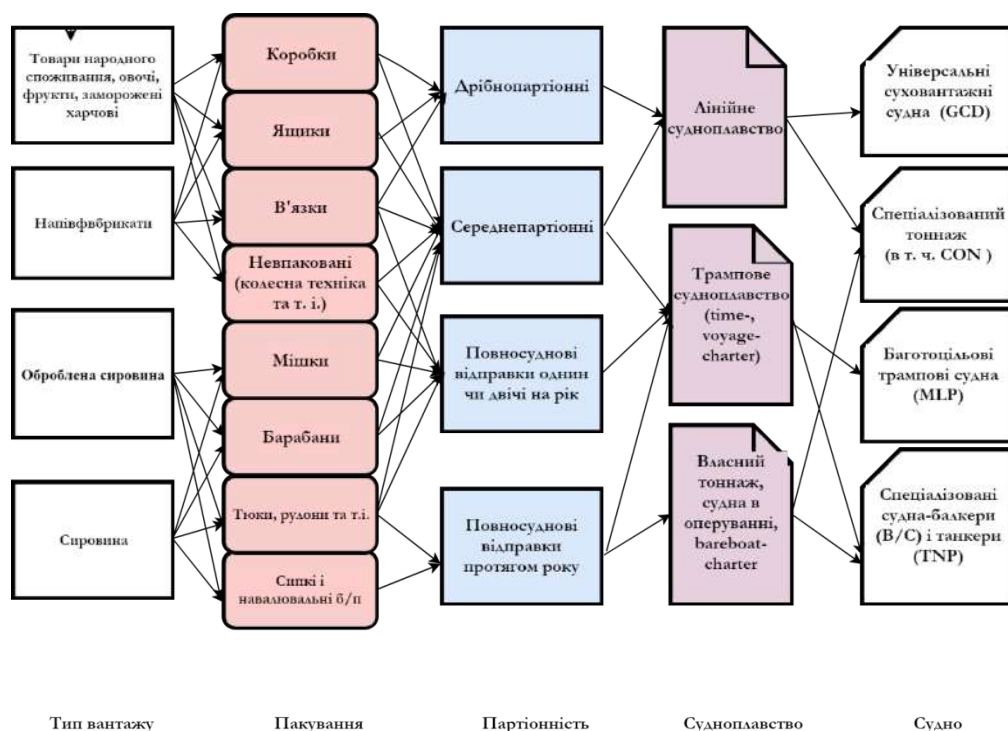 Товари народного
споживання, овочі,
фрукти, заморожені
харчові
Напівфвбрикати
Оброблена сировина
Сировина
Коробки
Ящики
В'язки
Невпаковані
(колесна техніка
та т. і.)
Мішки
Барабани
Тюки, рулони та т.і.
Сипкі і
навалювальні б/п
Дрібнопартіонні
Середнепартіонні
Повносуднові
відправки однин
чи двічі на рік
Повносуднові
відправки
протягом року
Лінійне
судноплавство
Трампове
судноплавство
(time-,
voyage-
charter)
Власний
тоннаж,
судна в
оперуванні,
bareboat-
charter
Універсальні
суховантажні
судна (GCD)
Спеціалізований
тоннаж
(в т. ч. CON )
Баготоцільові
трампові судна
(MLP)
Спеціалізовані
судна-балкери
(B/C) і танкери
(TNP)
Тип вантажу
Пакування
Партіонність
Судноплавство
Судно